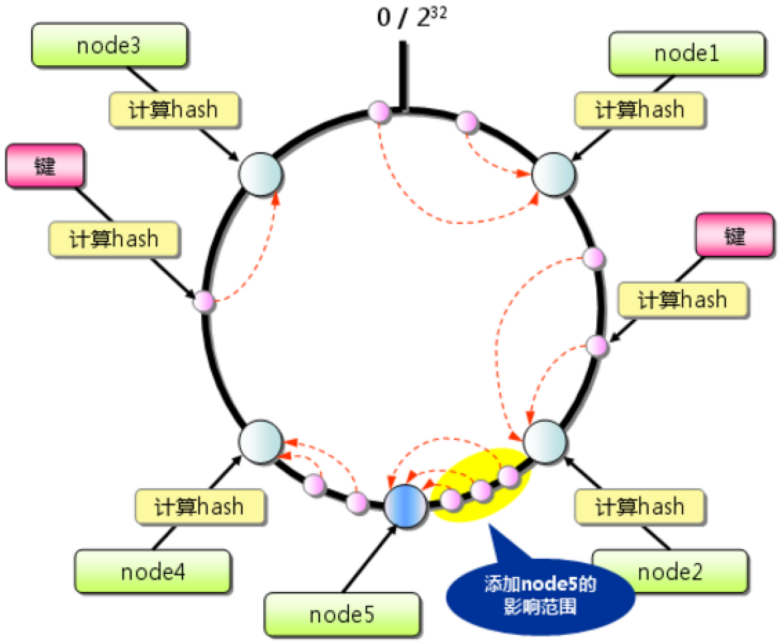 0 / 2³²
node3
node1
计算hash
计算hash
键
计算hash
键
计算hash
计算hash
计算hash
node4
node5
添加node5的
影响范围
node2